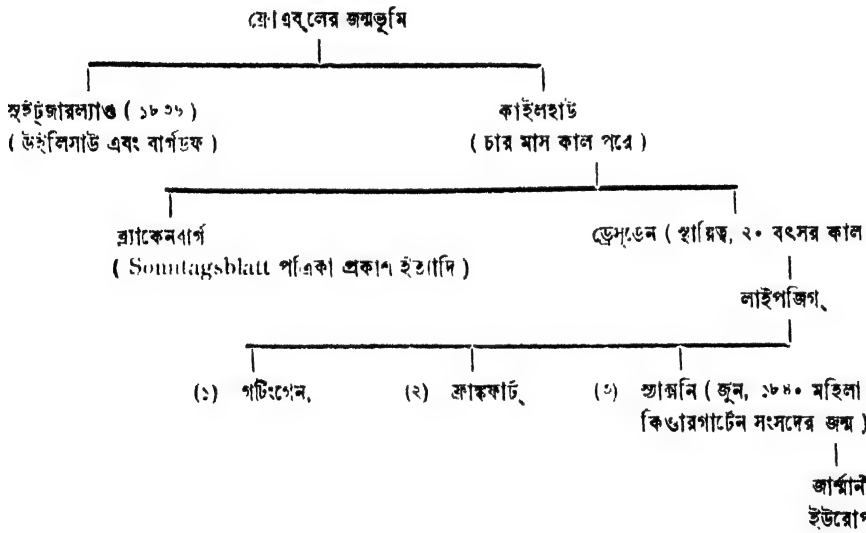 ফ্রোএবেলের জন্মভূমি
সুইট্জারল্যাণ্ড ( ১৮৩৬ )
( উইলিসাউ এবং বার্গডফ )
কাইলহাউ
( চার মাস কাল পরে )
ব্ল্যাকেনবার্গ
( Sonntagsblatt পত্রিকা প্রকাশ ইত্যাদি )
ড্রেস্ডেন ( স্থায়িত্ব, ২০ বৎসর কাল
লাইপজিগ্
(১) গটিংগেন্
(২) ফ্রাঙ্কফার্ট্
(৩) স্যাক্সনি ( জুন, ১৮৪০ মহিলা
কিণ্ডারগার্টেন সংসদের জন্ম )
জার্ম্মানী
ইউরোপ